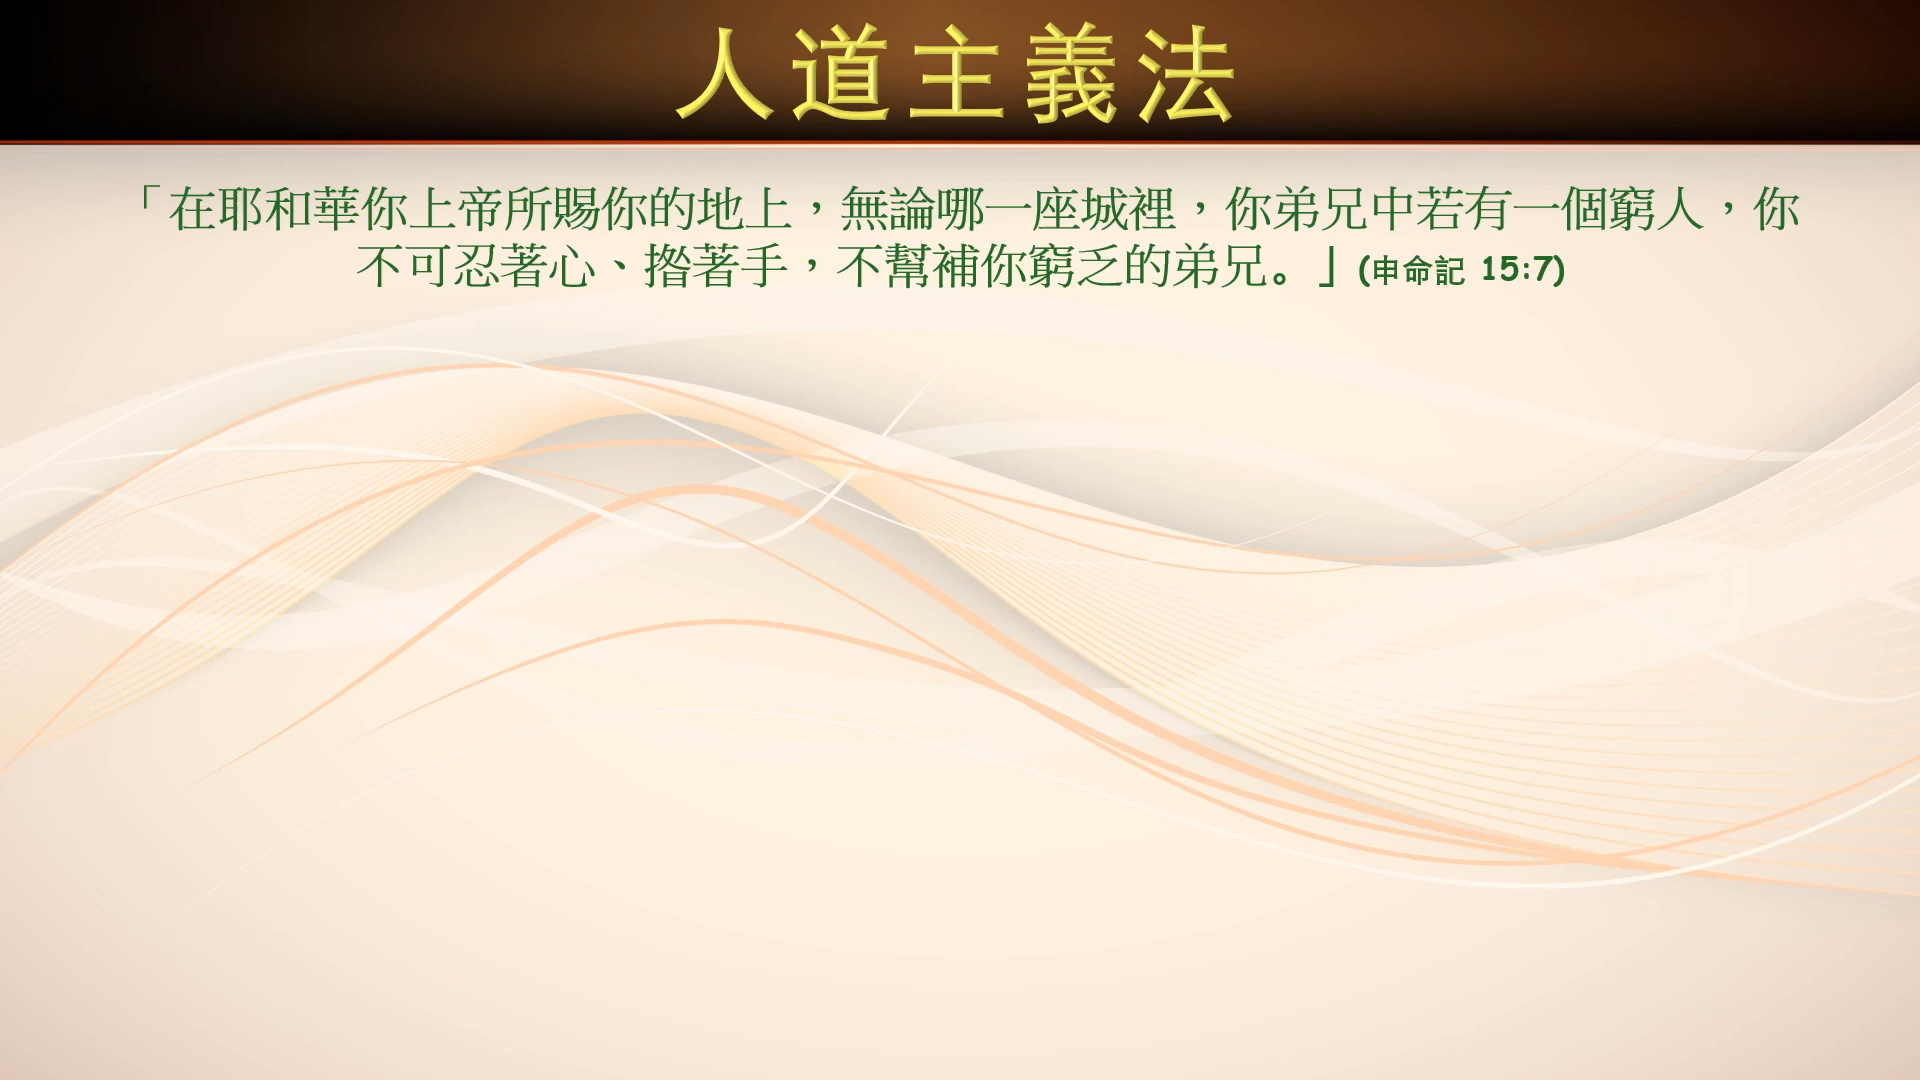 人道主義法
「在耶和華你上帝所賜你的地上，無論哪一座城裡，你弟兄中若有一個窮人，你
不可忍著心、揝著手，不幫補你窮乏的弟兄。」(申命記 15:7)